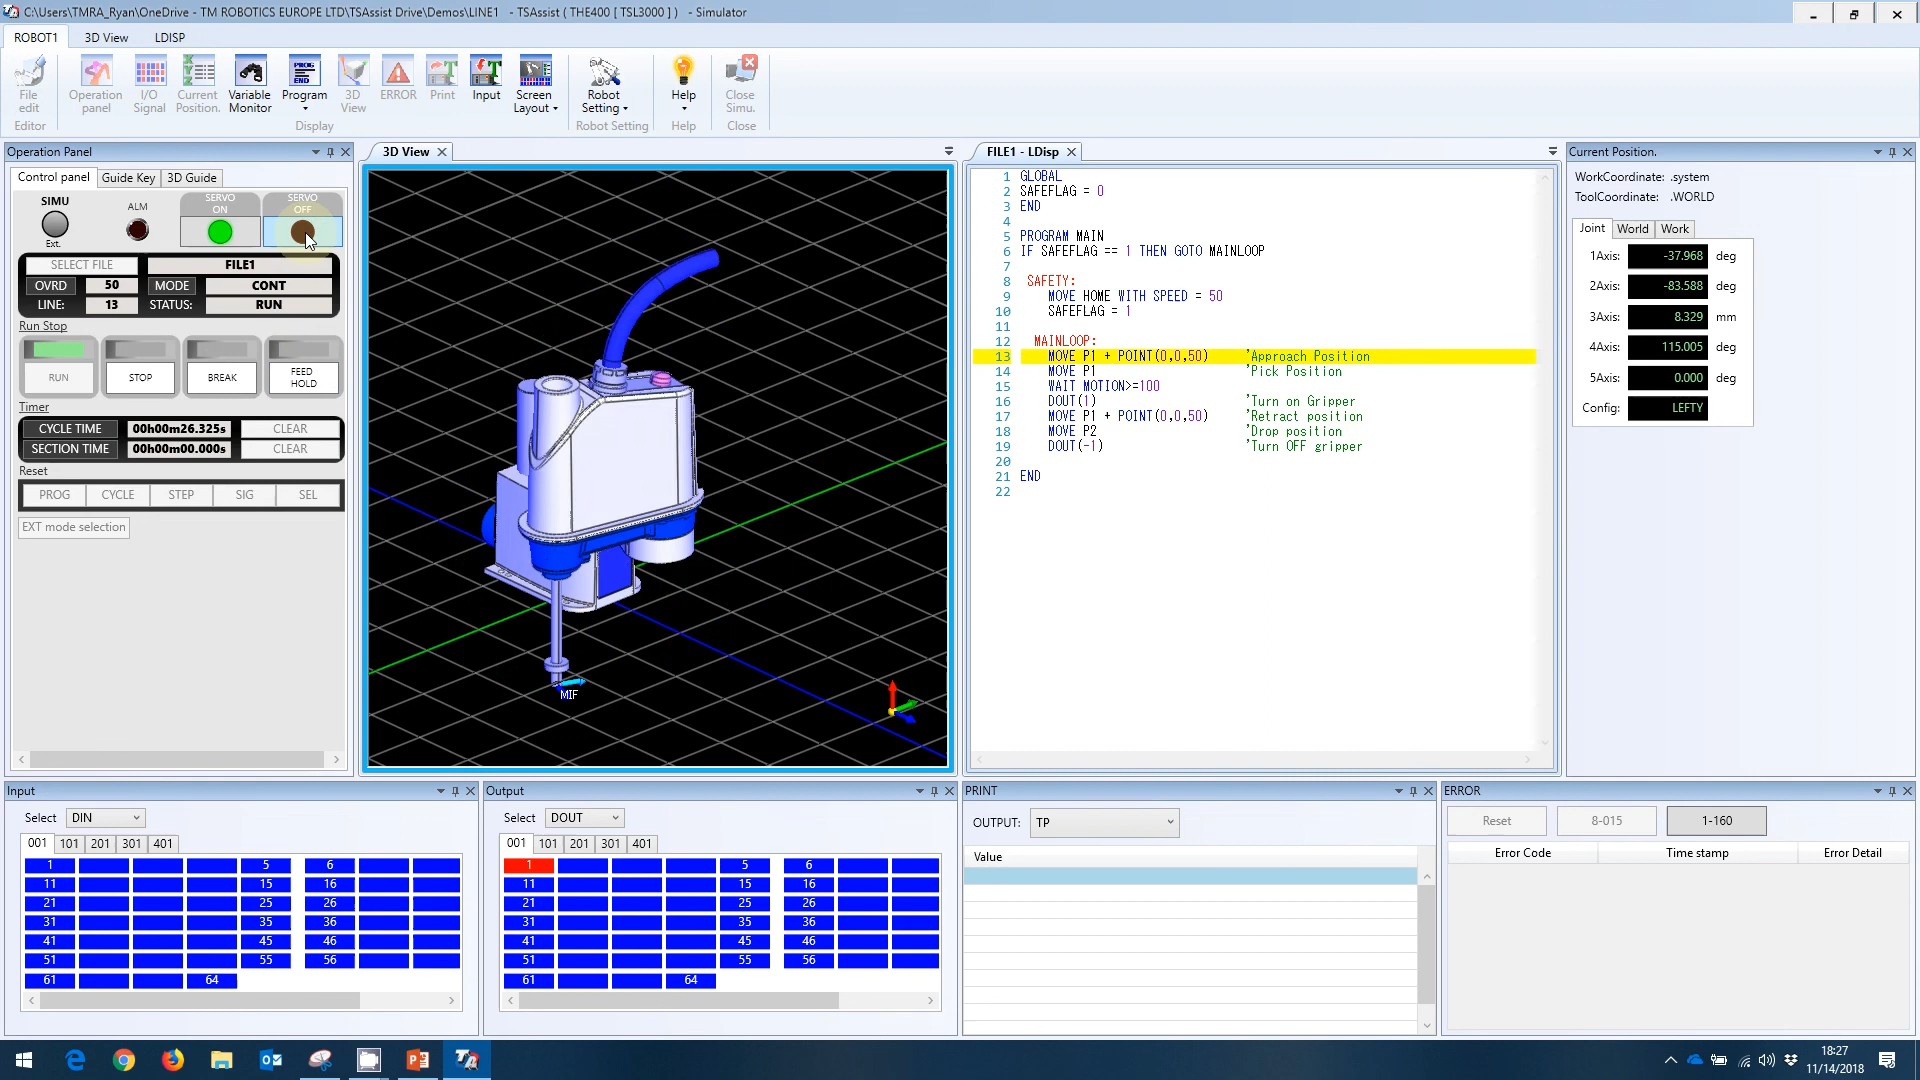 C:\Users\TMRA_Ryan\OneDrive - TM ROBOTICS EUROPE LTD\TSAssist Drive\Demos\LINE1 - TSAssist ( THE400 [ TSL3000 ] ) - Simulator
ROBOT1 3D View LDISP
File edit
Operation panel
I/O Signal
Current Position.
Variable Monitor
Program
3D View
ERROR
Print
Input
Screen Layout
Robot Setting
Help
Close Simu.
Editor Display Robot Setting Help Close
Operation Panel
Control panel Guide Key 3D Guide
SIMU
Ext.
ALM
SERVO ON
SERVO OFF
SELECT FILE FILE1
OVRD 50 MODE CONT
LINE: 13 STATUS: RUN
Run Stop
RUN STOP BREAK FEED HOLD
Timer
CYCLE TIME 00h00m26.325s CLEAR
SECTION TIME 00h00m00.000s CLEAR
Reset
PROG CYCLE STEP SIG SEL
EXT mode selection
3D View
MIF
FILE1 - LDisp
1 GLOBAL
2 SAFEFLAG = 0
3 END
4
5 PROGRAM MAIN
6 IF SAFEFLAG == 1 THEN GOTO MAINLOOP
7
8 SAFETY:
9 MOVE HOME WITH SPEED = 50
10 SAFEFLAG = 1
11
12 MAINLOOP:
13 MOVE P1 + POINT(0,0,50) 'Approach Position
14 MOVE P1 'Pick Position
15 WAIT MOTION>=100
16 DOUT(1) 'Turn on Gripper
17 MOVE P1 + POINT(0,0,50) 'Retract position
18 MOVE P2 'Drop position
19 DOUT(-1) 'Turn OFF gripper
20
21 END
22
Current Position.
WorkCoordinate: .system
ToolCoordinate: .WORLD
Joint World Work
1Axis: -37.968 deg
2Axis: -83.588 deg
3Axis: 8.329 mm
4Axis: 115.005 deg
5Axis: 0.000 deg
Config: LEFTY
Input
Select DIN
001 101 201 301 401
1 5 6
11 15 16
21 25 26
31 35 36
41 45 46
51 55 56
61 64
Output
Select DOUT
001 101 201 301 401
1 5 6
11 15 16
21 25 26
31 35 36
41 45 46
51 55 56
61 64
PRINT
OUTPUT: TP
Value
ERROR
Reset 8-015 1-160
Error Code Time stamp Error Detail
18:27
11/14/2018